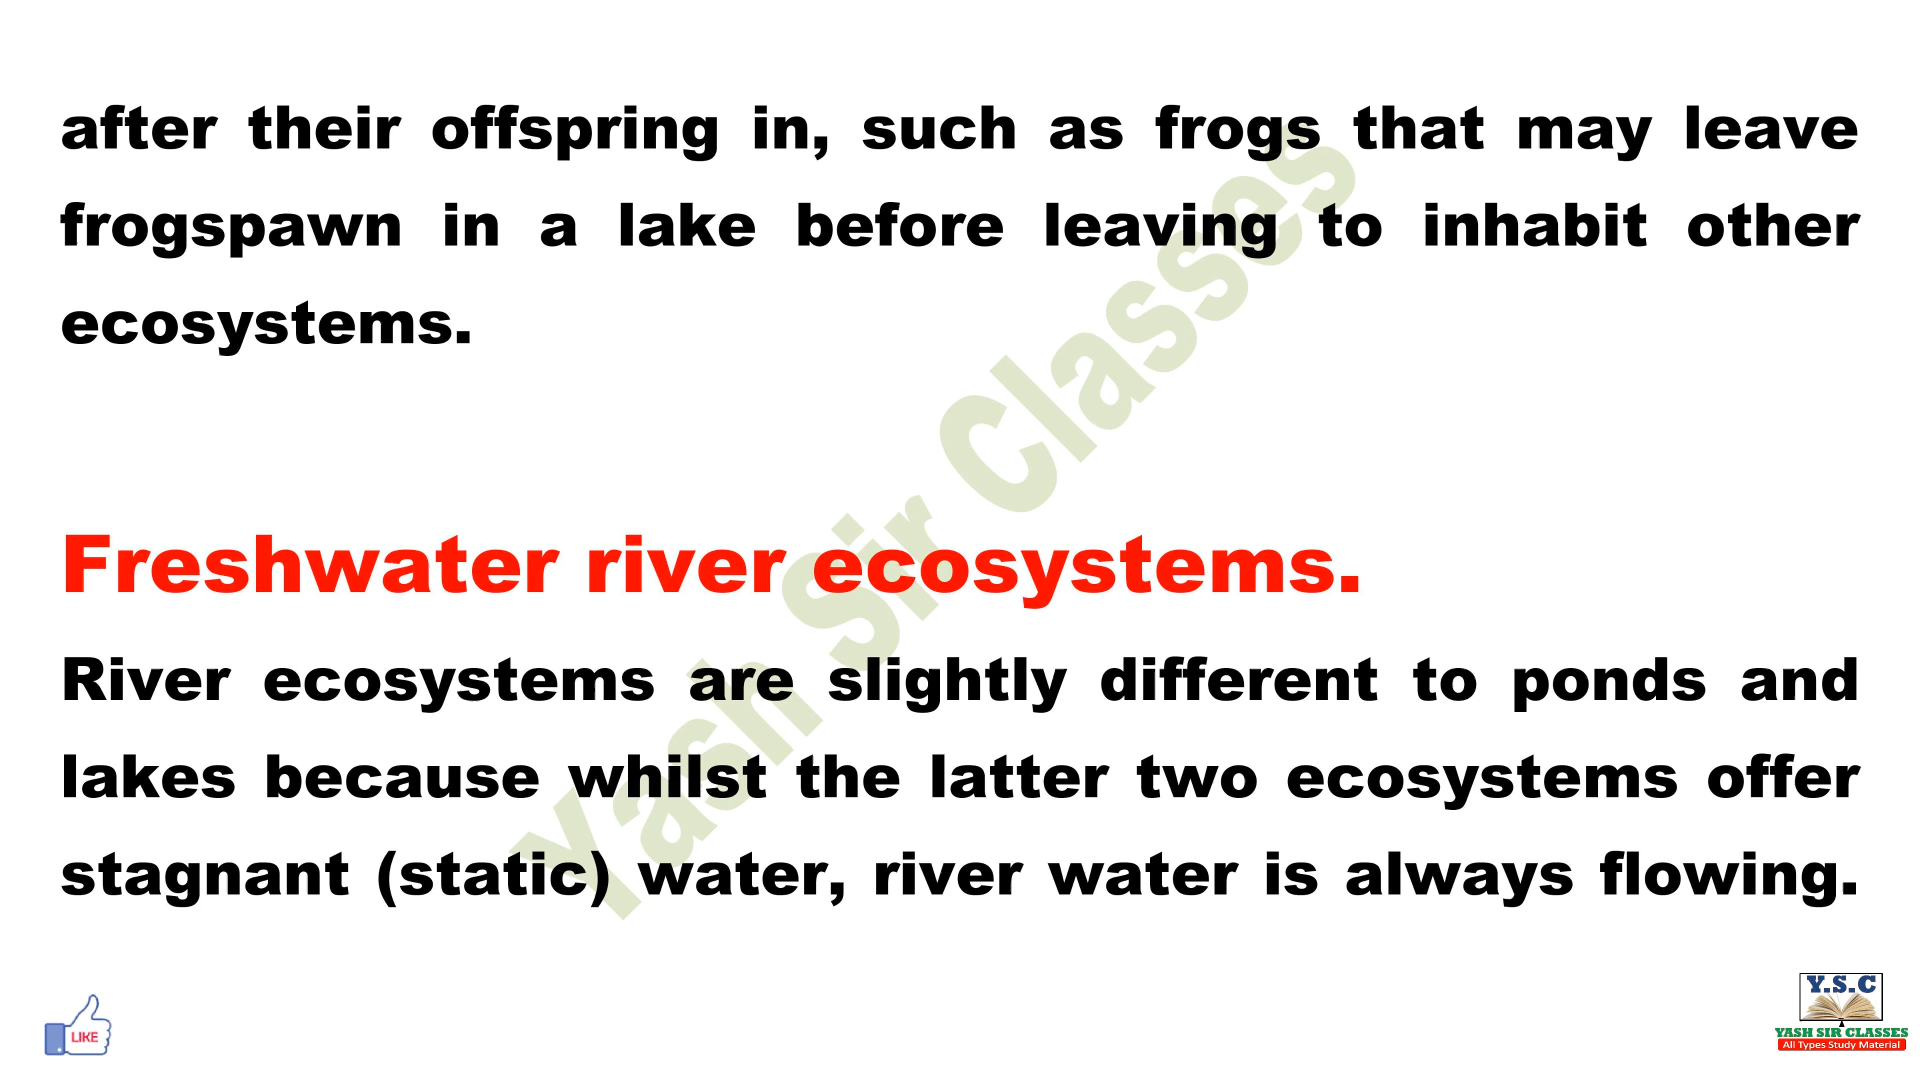 after their offspring in, such as frogs that may leave
frogspawn in a lake before leaving to inhabit other
ecosystems.
Freshwater river ecosystems.
River ecosystems are slightly different to ponds and
lakes because whilst the latter two ecosystems offer
stagnant (static) water, river water is always flowing.
Yash Sir Classes
LIKE
Y.S.C
YASH SIR CLASSES
All Types Study Material